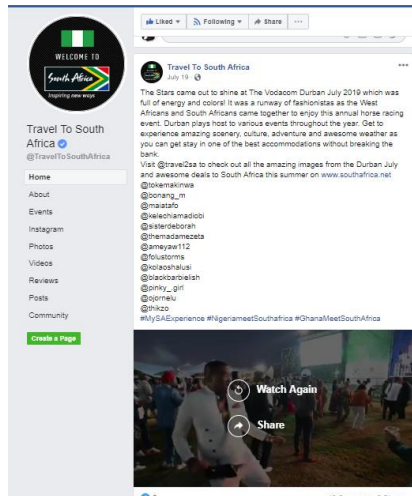 Liked
Following
Share
WELCOME TO
South Africa
Inspiring new ways
Travel To South
Africa
@TravelToSouthAfrica
Home
About
Events
Instagram
Photos
Videos
Reviews
Posts
Community
Create a Page
Travel To South Africa
July 19
The Stars came out to shine at The Vodacom Durban July 2019 which was
full of energy and colors! It was a runway of fashionistas as the West
Africans and South Africans came together to enjoy this annual horse racing
event. Durban plays host to various events throughout the year. Get to
experience amazing scenery, culture, adventure and awesome weather as
you can get stay in one of the best accommodations without breaking the
bank.
Visit @travel2sa to check out all the amazing images from the Durban July
and awesome deals to South Africa this summer on www.southafrica.net
@tokemakinwa
@bonang_m
@maiatafo
@kelechiamadiobi
@sisterdeborah
@themadamezeta
@ameyaw112
@folustorms
@kolaoshalusi
@blackbarbielish
@pinky_girl
@ojornelu
@thikzo
#MySAExperience #NigeriameetSouthafrica #GhanaMeetSouthAfrica
Watch Again
Share